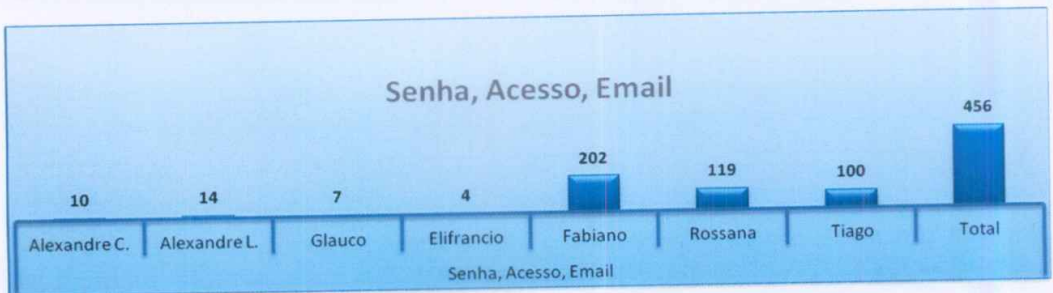 Senha, Acesso, Email
456
202
119
100
10
14
7
4
Alexandre C.
Alexandre L.
Glauco
Elifrancio
Fabiano
Rossana
Tiago
Total
Senha, Acesso, Email